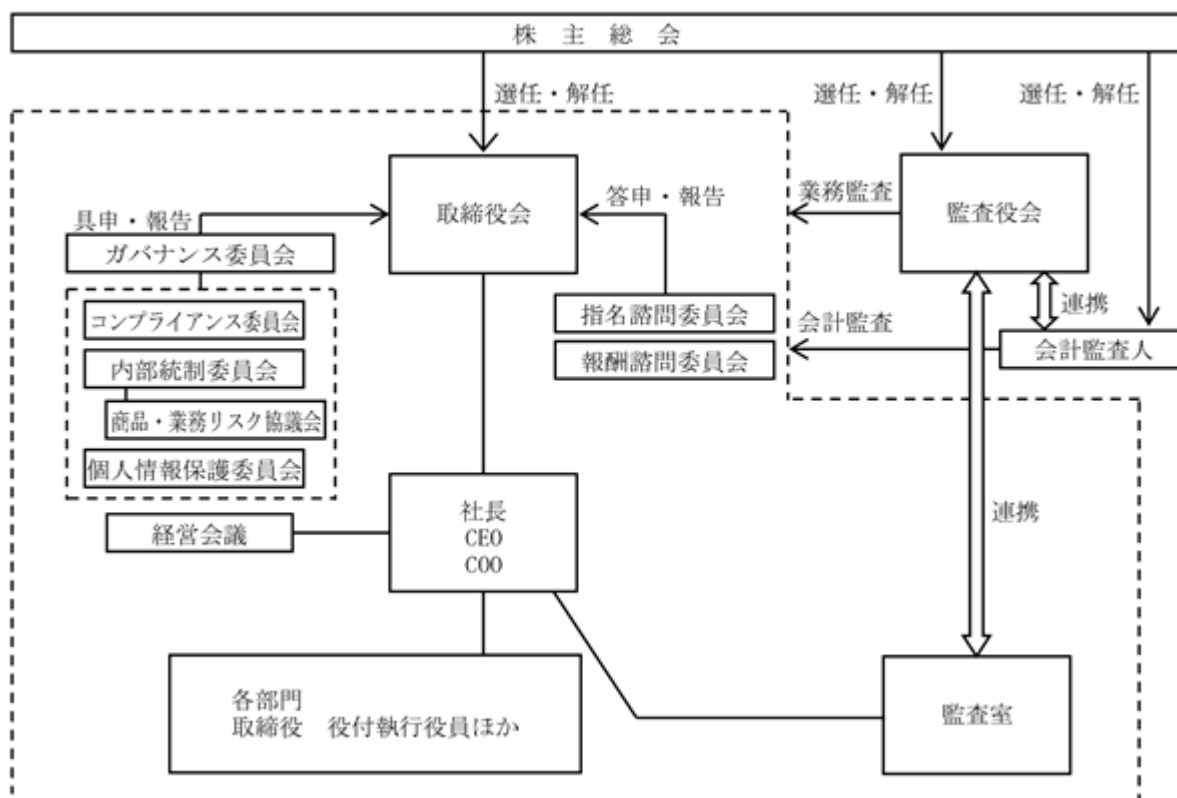 株 主 総 会
選任・解任
選任・解任
選任・解任
取締役会
監査役会
業務監査
答申・報告
具申・報告
ガバナンス委員会
コンプライアンス委員会
内部統制委員会
商品・業務リスク協議会
個人情報保護委員会
指名諮問委員会
報酬諮問委員会
会計監査
連携
会計監査人
経営会議
社長
CEO
COO
連携
各部門
取締役 役付執行役員ほか
監査室